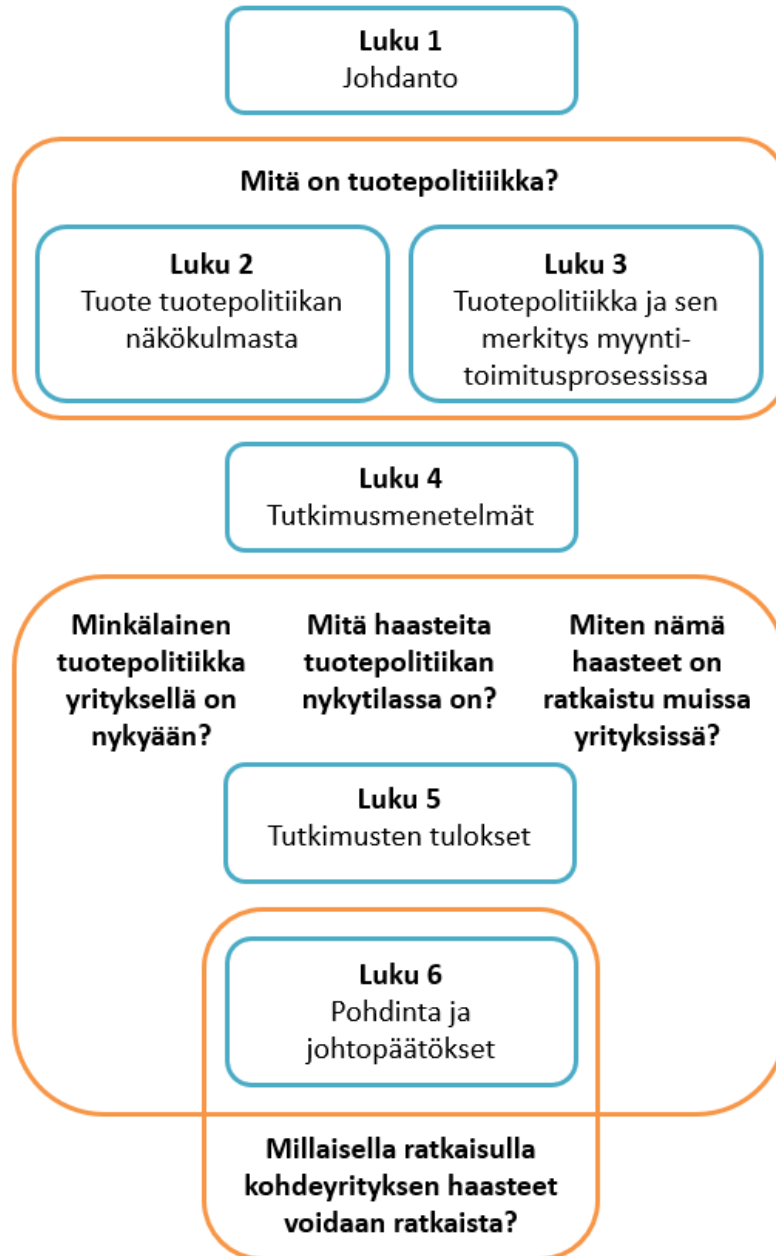 Luku 1
Johdanto
Mitä on tuotepolitiiikka?
Luku 2
Tuote tuotepolitiikan
näkökulmasta
Luku 3
Tuotepolitiikka ja sen
merkitys myynti-
toimitusprosessissa
Luku 4
Tutkimusmenetelmät
Minkälainen
tuotepolitiikka
yrityksellä on
nykyään?
Mitä haasteita
tuotepolitiikan
nykytilassa on?
Miten nämä
haasteet on
ratkaistu muissa
yrityksissä?
Luku 5
Tutkimusten tulokset
Luku 6
Pohdinta ja
johtopäätökset
Millaisella ratkaisulla
kohdeyrityksen haasteet
voidaan ratkaista?